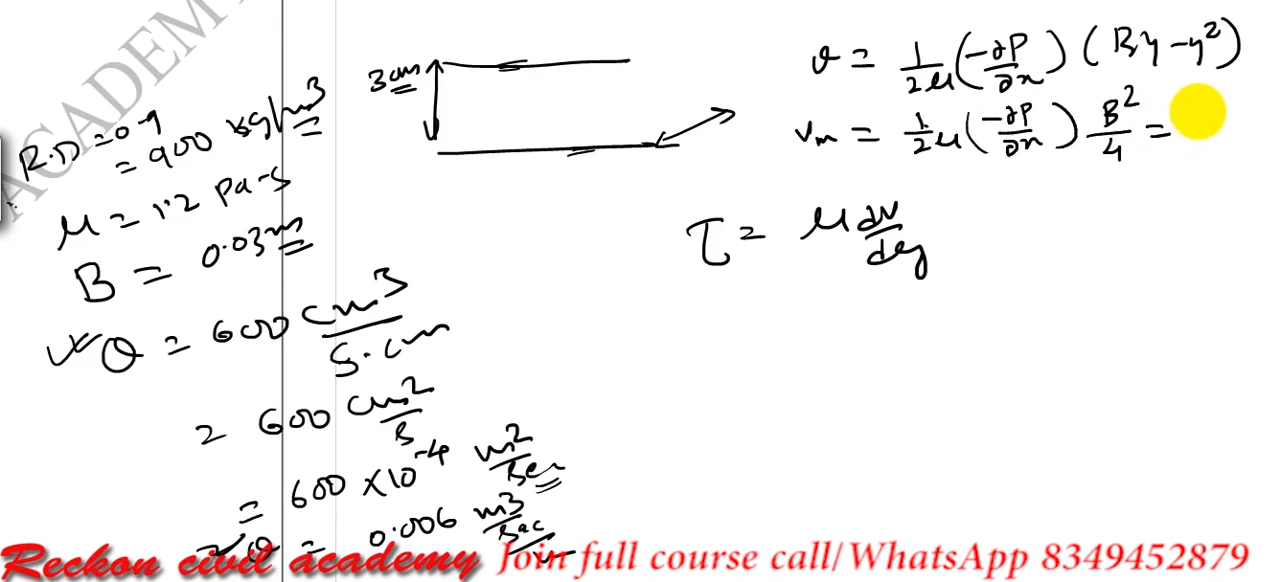 ACADEM
R.D = 0.9
= 900 kg/m3
μ = 1.2 Pa-s
B = 0.03m
Q = 600 cm3/s.cm
= 600 cm2/s
= 600 × 10-4 m2/sec
= 0.006 m3/sec
3 cm
v = 1/2μ (-∂P/∂x) (By - y2)
Vm = 1/2μ (-∂P/∂x) B2/4 =
τ = μ dv/dy
Reckon civil academy Join full course call/WhatsApp 8349452879